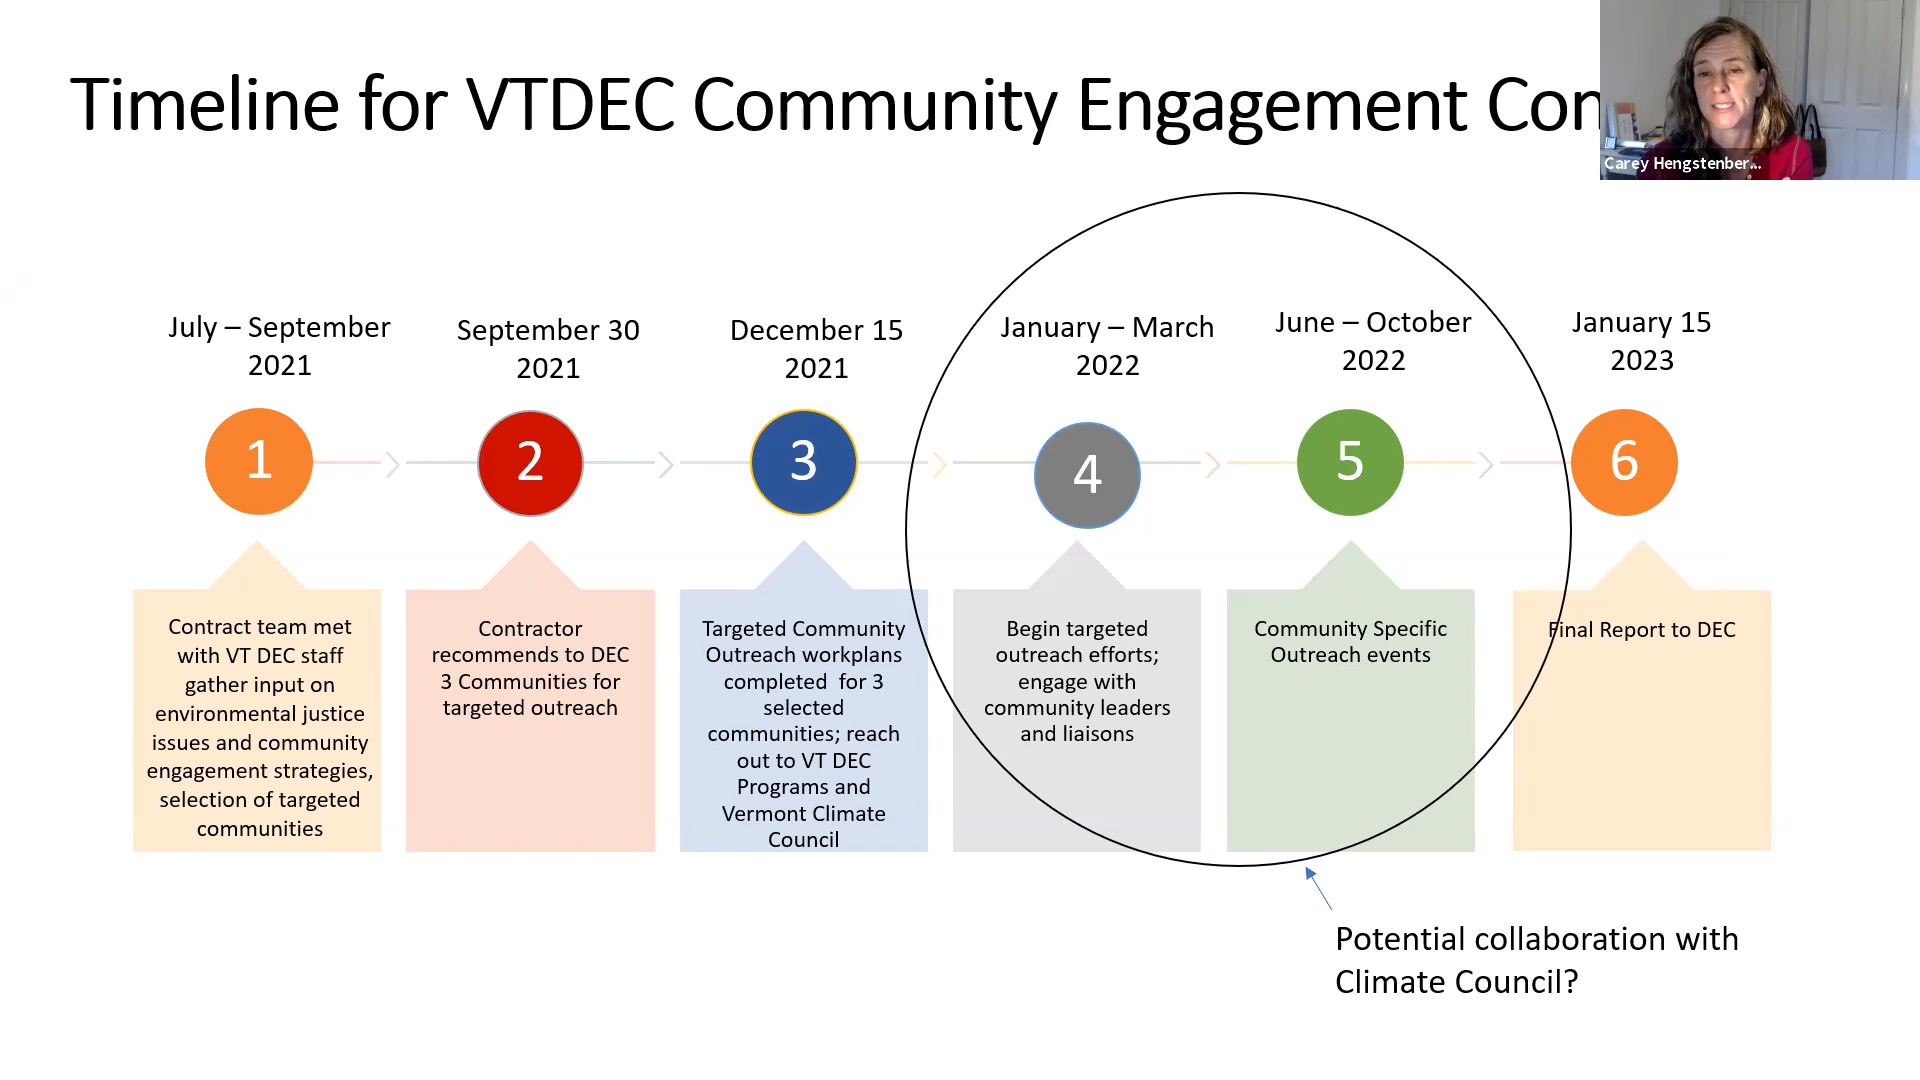 Timeline for VTDEC Community Engagement Con
Carey Hengstenber...
July – September
2021
September 30
2021
December 15
2021
January – March
2022
June – October
2022
January 15
2023
1
2
3
4
5
6
Contract team met
with VT DEC staff
gather input on
environmental justice
issues and community
engagement strategies,
selection of targeted
communities
Contractor
recommends to DEC
3 Communities for
targeted outreach
Targeted Community
Outreach workplans
completed for 3
selected
communities; reach
out to VT DEC
Programs and
Vermont Climate
Council
Begin targeted
outreach efforts;
engage with
community leaders
and liaisons
Community Specific
Outreach events
Final Report to DEC
Potential collaboration with
Climate Council?